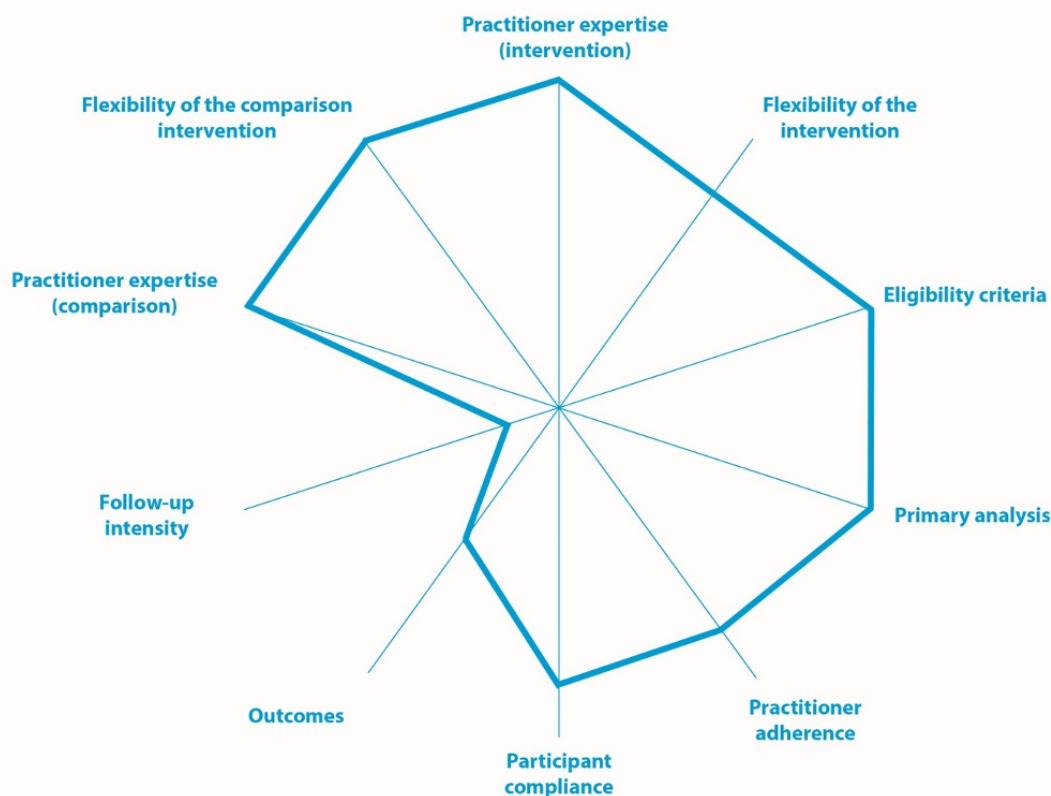 Practitioner expertise
(intervention)
Flexibility of the comparison
intervention
Flexibility of the
intervention
Practitioner expertise
(comparison)
Eligibility criteria
Follow-up
intensity
Primary analysis
Outcomes
Practitioner
adherence
Participant
compliance